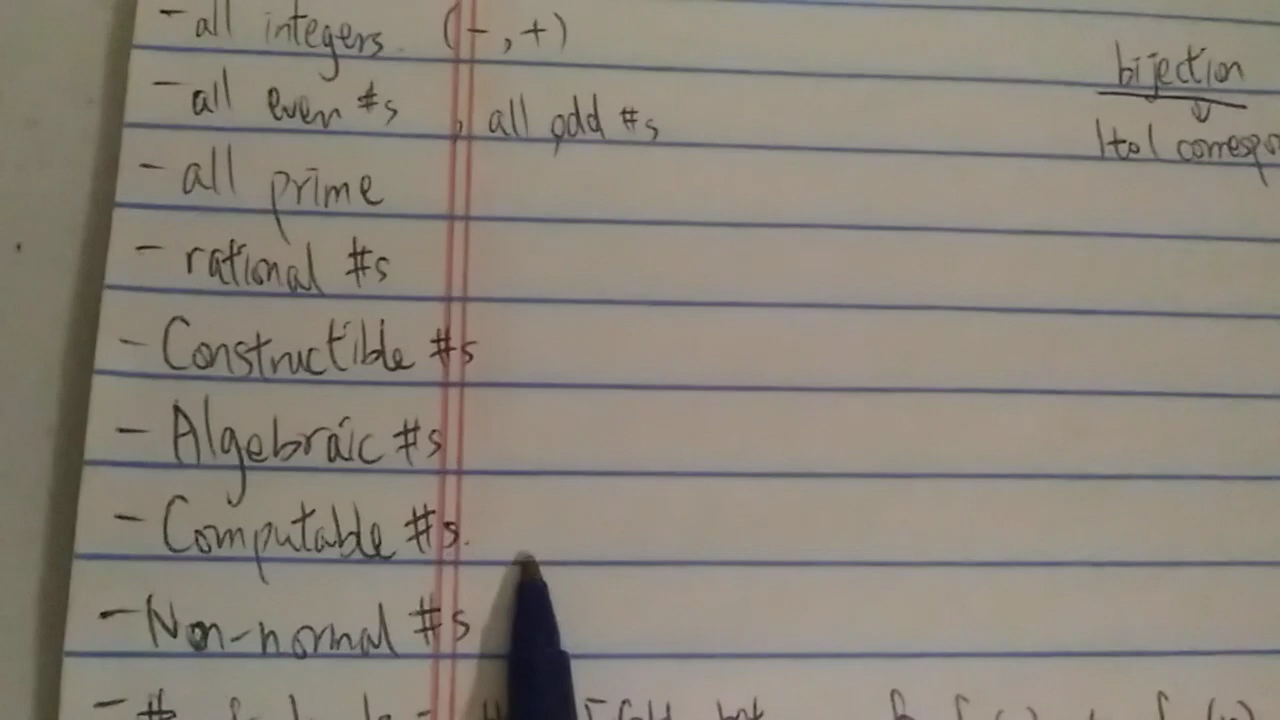 - all integers (-, +)
bijection
- all even #s , all odd #s
1 to 1 corresp
- all prime
- rational #s
- Constructible #s
- Algebraic #s
- Computable #s.
- Non-normal #s
- #